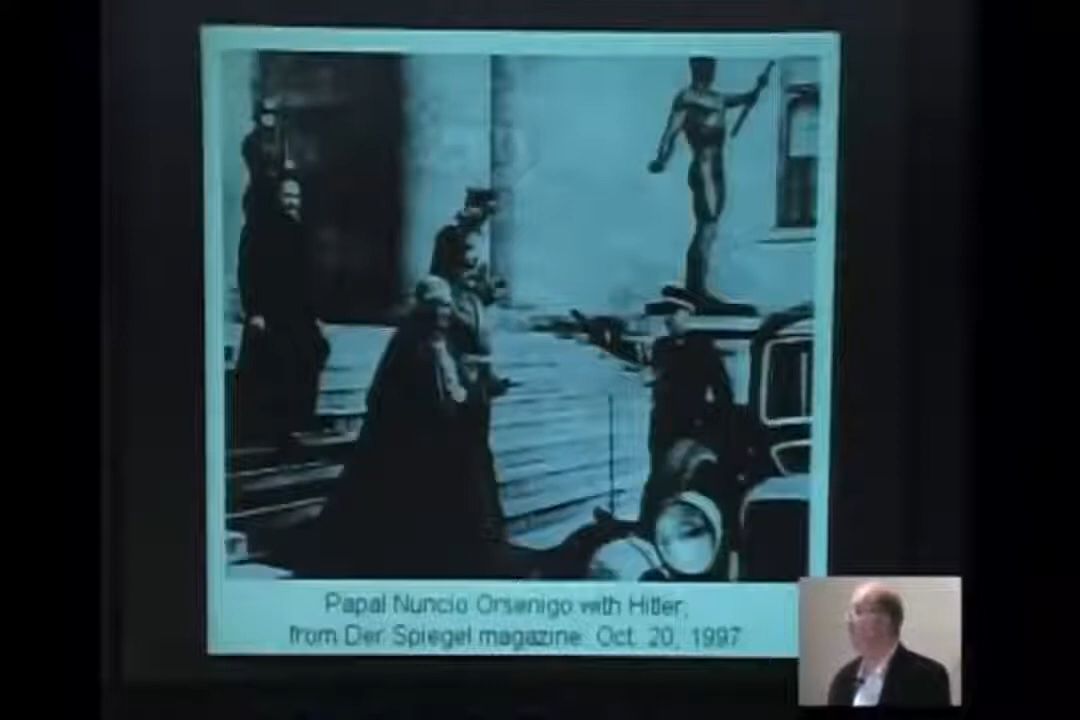 Papal Nuncio Orsenigo with Hitler,
from Der Spiegel magazine. Oct. 20, 1997